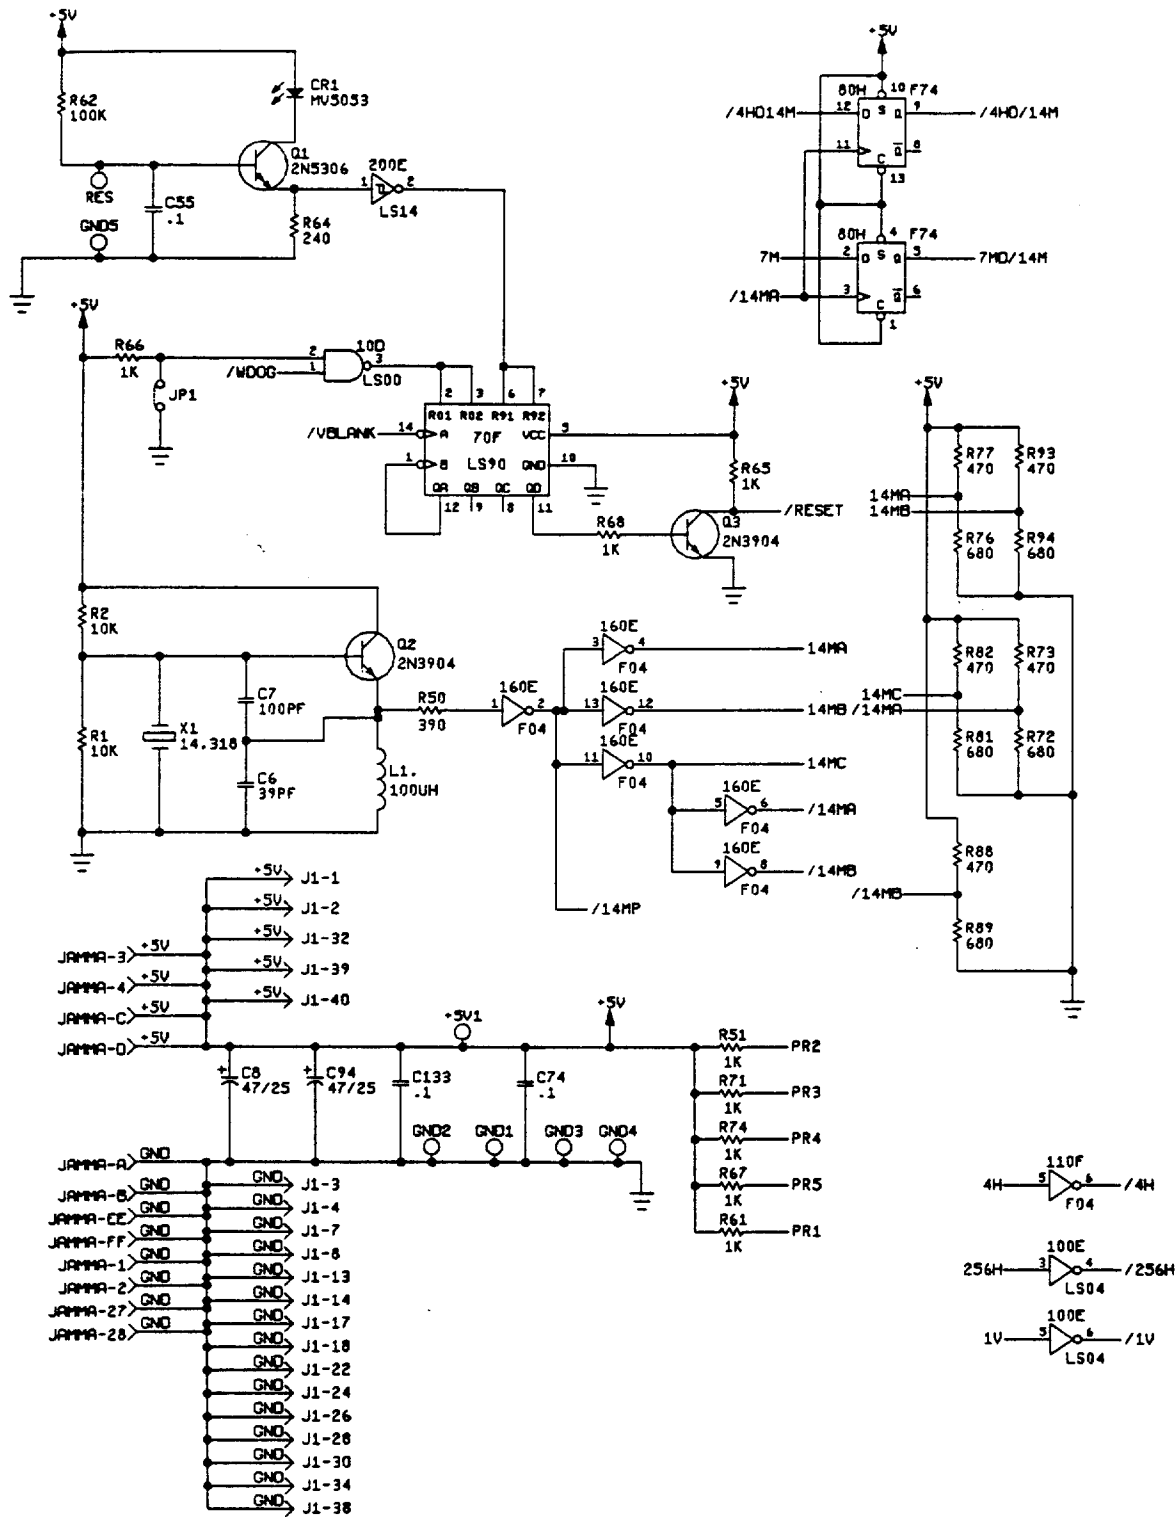 +5V
CR1
MV5053
R62
100K
Q1
2N5306
RES
C55
.1
GND5
R64
240
200E
1
2
LS14
+5V
80H
10
F74
/4HD14M
12
D
S
Q
9
/4HD/14M
11
Q
8
C
13
80H
4
F74
7M
2
D
S
Q
5
7MD/14M
/14MA
3
Q
6
C
1
+5V
R66
1K
JP1
2
1
10D
3
LS00
/WDOG
2
3
6
7
R01
R02
R91
R92
/VBLANK
14
A
70F
VCC
5
1
B
LS90
GND
10
QA
QB
QC
QD
12
9
8
11
+5V
R65
1K
/RESET
R68
1K
Q3
2N3904
+5V
R77
470
R93
470
14MA
14MB
R76
680
R94
680
R82
470
R73
470
14MC
/14MA
R81
680
R72
680
R88
470
/14MB
R89
680
R2
10K
Q2
2N3904
C7
100PF
R50
390
R1
10K
X1
14.318
C6
39PF
L1.
100UH
160E
1
2
F04
160E
3
4
F04
14MA
160E
13
12
F04
14MB
160E
11
10
F04
14MC
160E
5
6
F04
/14MA
160E
9
8
F04
/14MB
/14MP
+5V
J1-1
+5V
J1-2
+5V
J1-32
+5V
J1-39
+5V
J1-40
JAMMA-3
+5V
JAMMA-4
+5V
JAMMA-C
+5V
JAMMA-D
+5V
+5V1
+5V
+
C8
47/25
+
C94
47/25
C133
.1
C74
.1
GND2
GND1
GND3
GND4
R51
1K
PR2
R71
1K
PR3
R74
1K
PR4
R67
1K
PR5
R61
1K
PR1
JAMMA-A
GND
JAMMA-B
GND
JAMMA-EE
GND
JAMMA-FF
GND
JAMMA-1
GND
JAMMA-2
GND
JAMMA-27
GND
JAMMA-28
GND
GND
J1-3
GND
J1-4
GND
J1-7
GND
J1-8
GND
J1-13
GND
J1-14
GND
J1-17
GND
J1-18
GND
J1-22
GND
J1-24
GND
J1-26
GND
J1-28
GND
J1-30
GND
J1-34
GND
J1-38
110F
4H
5
6
/4H
F04
100E
256H
3
4
/256H
LS04
100E
1V
5
6
/1V
LS04